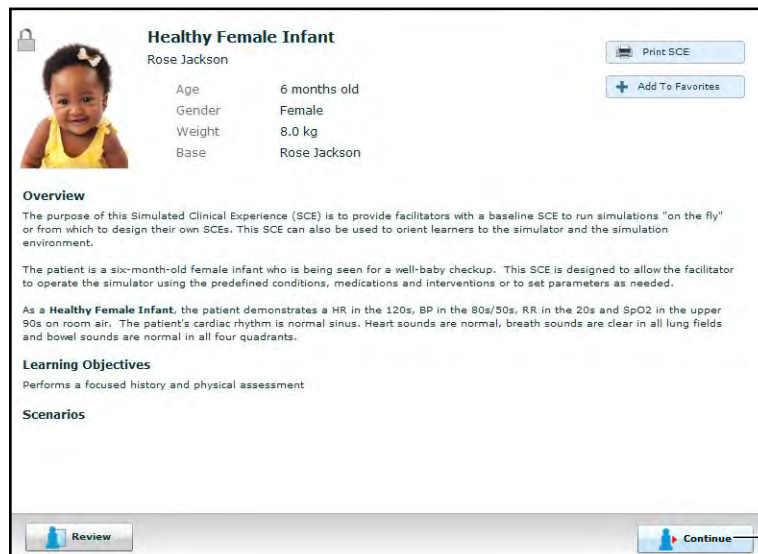 Healthy Female Infant
Rose Jackson
Age 6 months old
Gender Female
Weight 8.0 kg
Base Rose Jackson
Print SCE
Add To Favorites
Overview
The purpose of this Simulated Clinical Experience (SCE) is to provide facilitators with a baseline SCE to run simulations "on the fly"
or from which to design their own SCEs. This SCE can also be used to orient learners to the simulator and the simulation
environment.
The patient is a six-month-old female infant who is being seen for a well-baby checkup. This SCE is designed to allow the facilitator
to operate the simulator using the predefined conditions, medications and interventions or to set parameters as needed.
As a Healthy Female Infant, the patient demonstrates a HR in the 120s, BP in the 80s/50s, RR in the 20s and SpO2 in the upper
90s on room air. The patient's cardiac rhythm is normal sinus. Heart sounds are normal, breath sounds are clear in all lung fields
and bowel sounds are normal in all four quadrants.
Learning Objectives
Performs a focused history and physical assessment
Scenarios
Review
Continue